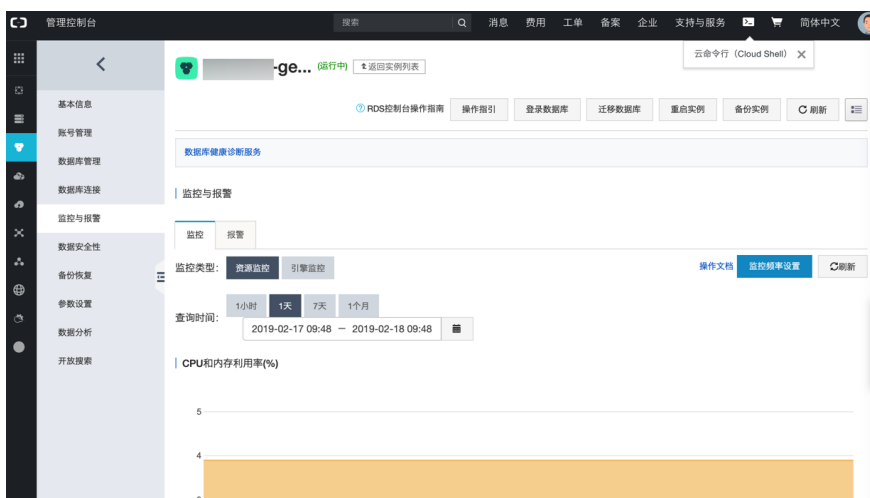 管理控制台 搜索 消息 费用 工单 备案 企业 支持与服务 简体中文
云命令行（Cloud Shell）
-ge... (运行中) 返回实例列表
RDS控制台操作指南 操作指引 登录数据库 迁移数据库 重启实例 备份实例 刷新
基本信息
账号管理
数据库管理
数据库连接
监控与报警
数据安全性
备份恢复
参数设置
数据分析
开放搜索
数据库健康诊断服务
监控与报警
监控 报警
监控类型： 资源监控 引擎监控 操作文档 监控频率设置 刷新
查询时间： 1小时 1天 7天 1个月
2019-02-17 09:48 － 2019-02-18 09:48
CPU和内存利用率(%)
5
4